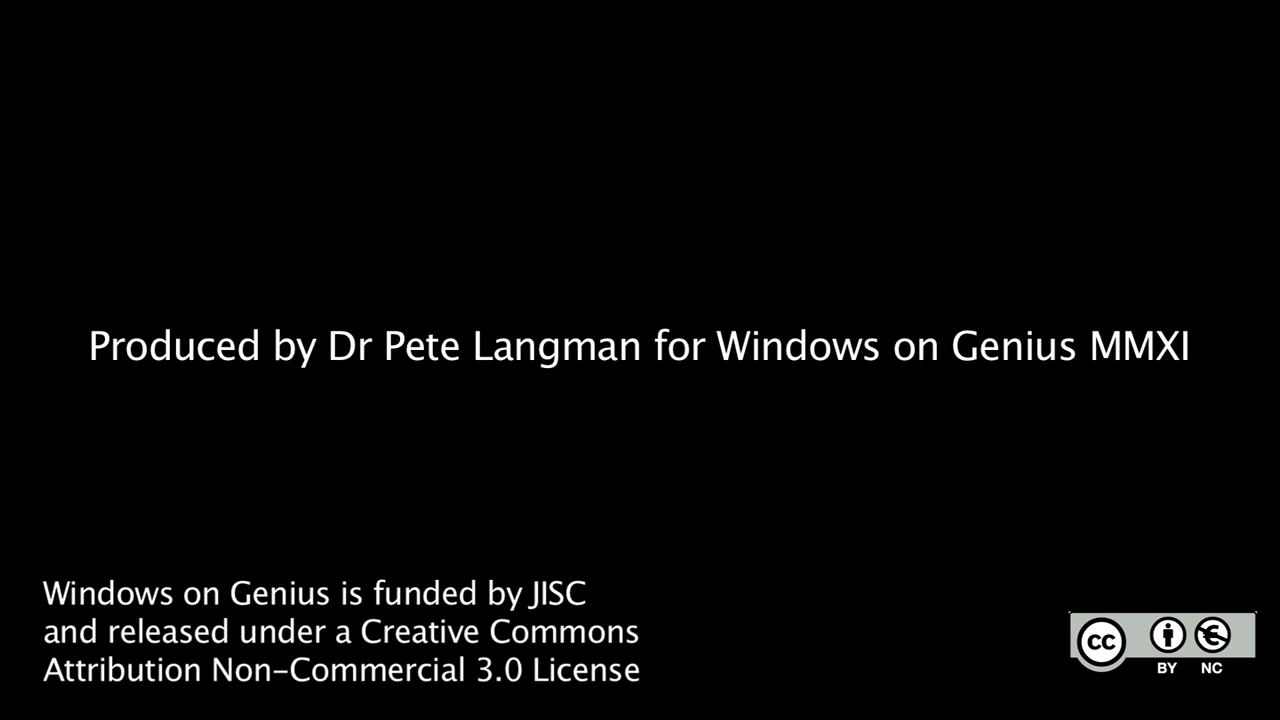 Produced by Dr Pete Langman for Windows on Genius MMXI
Windows on Genius is funded by JISC
and released under a Creative Commons
Attribution Non-Commercial 3.0 License
cc
BY NC